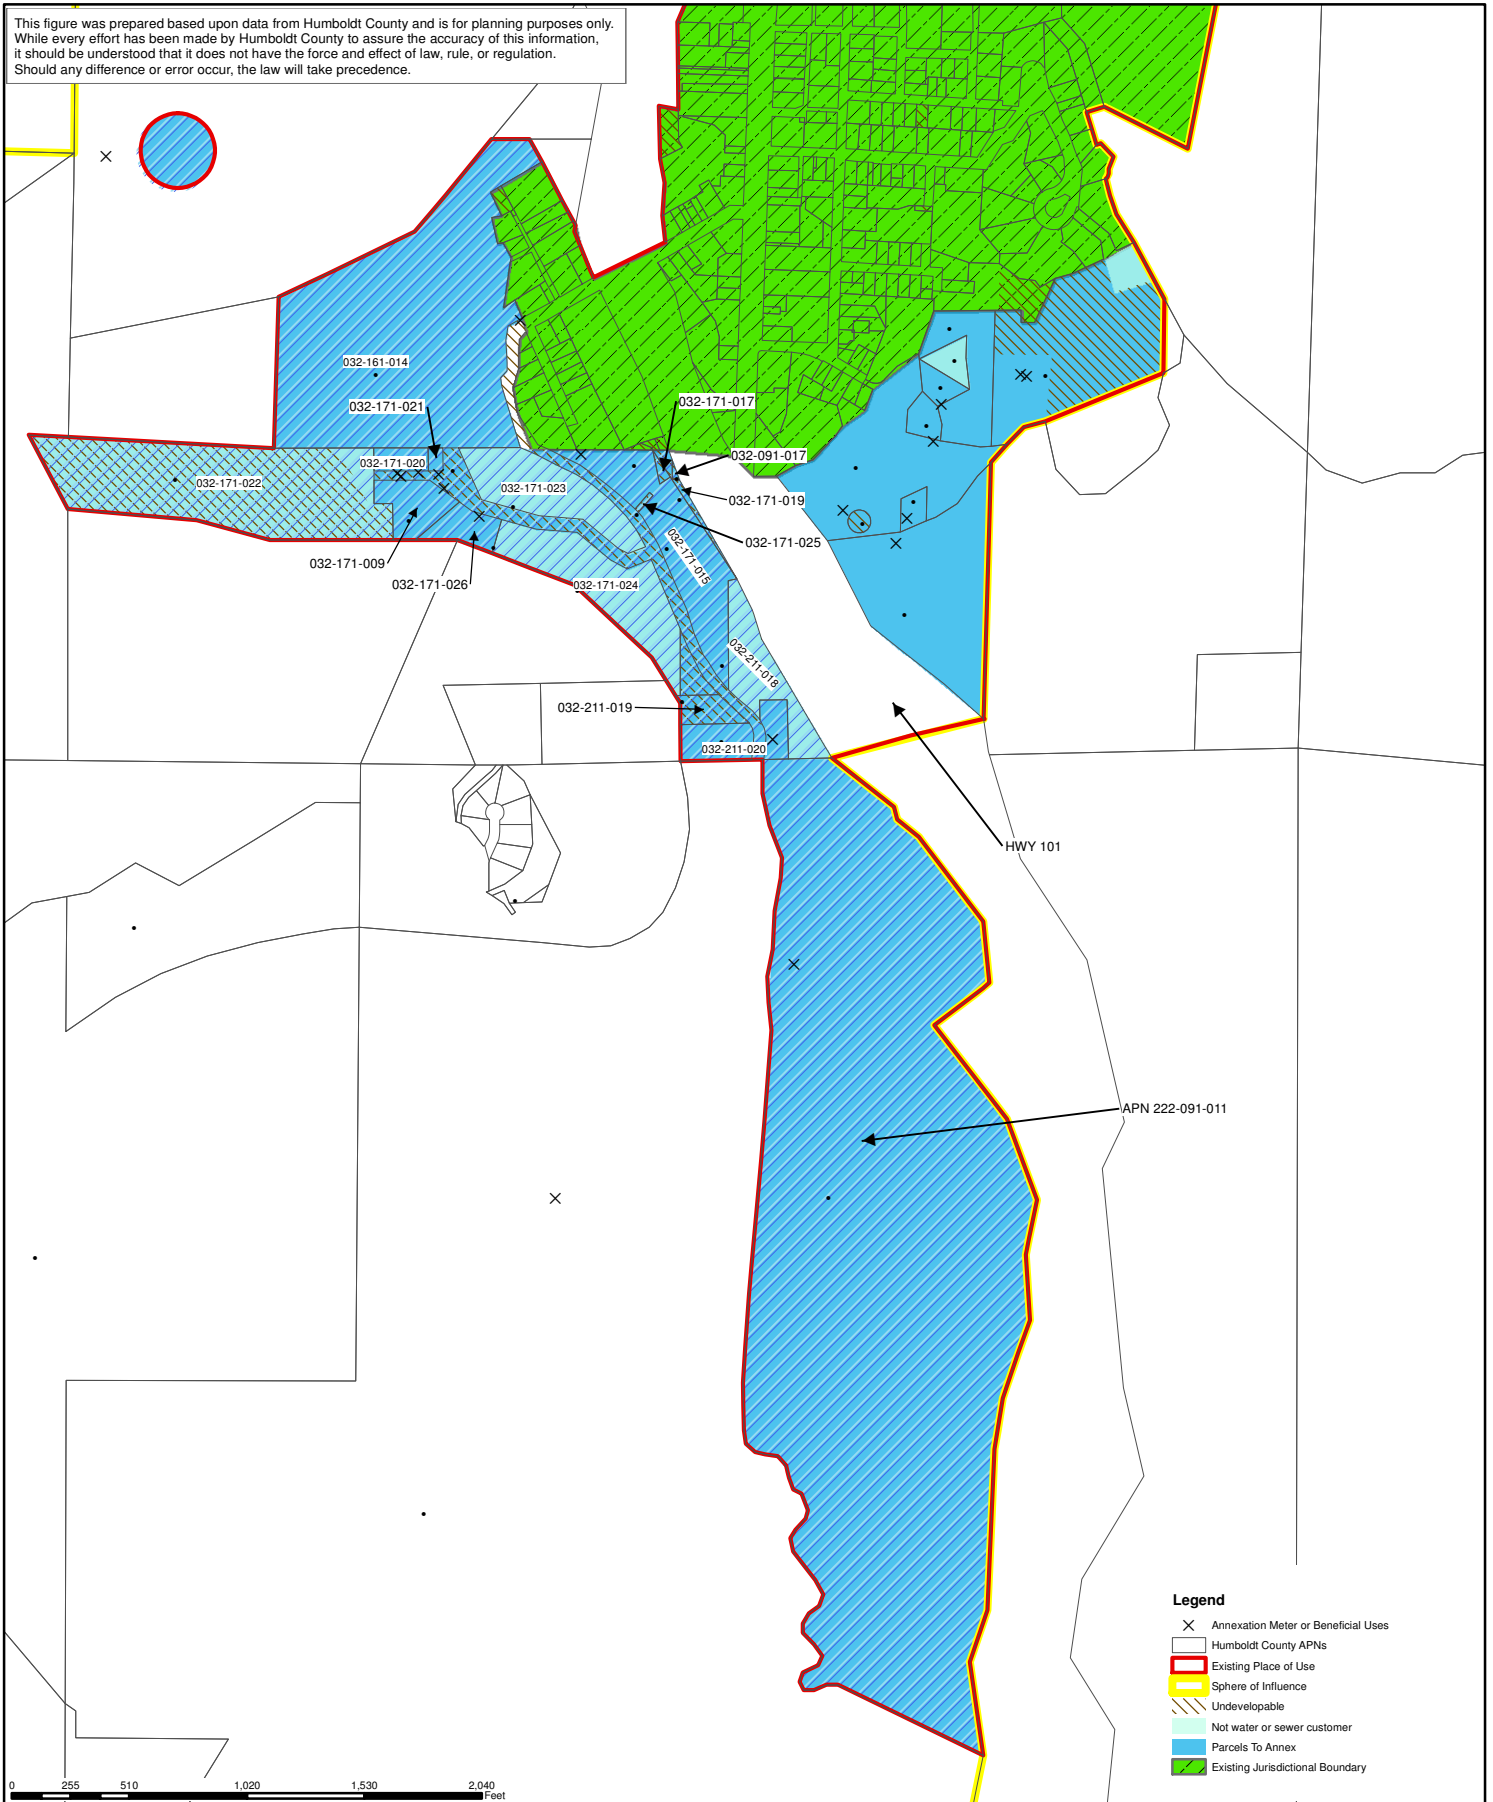 This figure was prepared based upon data from Humboldt County and is for planning purposes only.
While every effort has been made by Humboldt County to assure the accuracy of this information,
it should be understood that it does not have the force and effect of law, rule, or regulation.
Should any difference or error occur, the law will take precedence.
032-161-014
032-171-021
032-171-017
032-171-020
032-091-017
032-171-022
032-171-023
032-171-019
032-171-025
032-171-015
032-171-009
032-171-026
032-171-024
032-211-018
032-211-019
032-211-020
HWY 101
APN 222-091-011
Legend
Annexation Meter or Beneficial Uses
Humboldt County APNs
Existing Place of Use
Sphere of Influence
Undevelopable
Not water or sewer customer
Parcels To Annex
Existing Jurisdictional Boundary
0 255 510 1,020 1,530 2,040
Feet